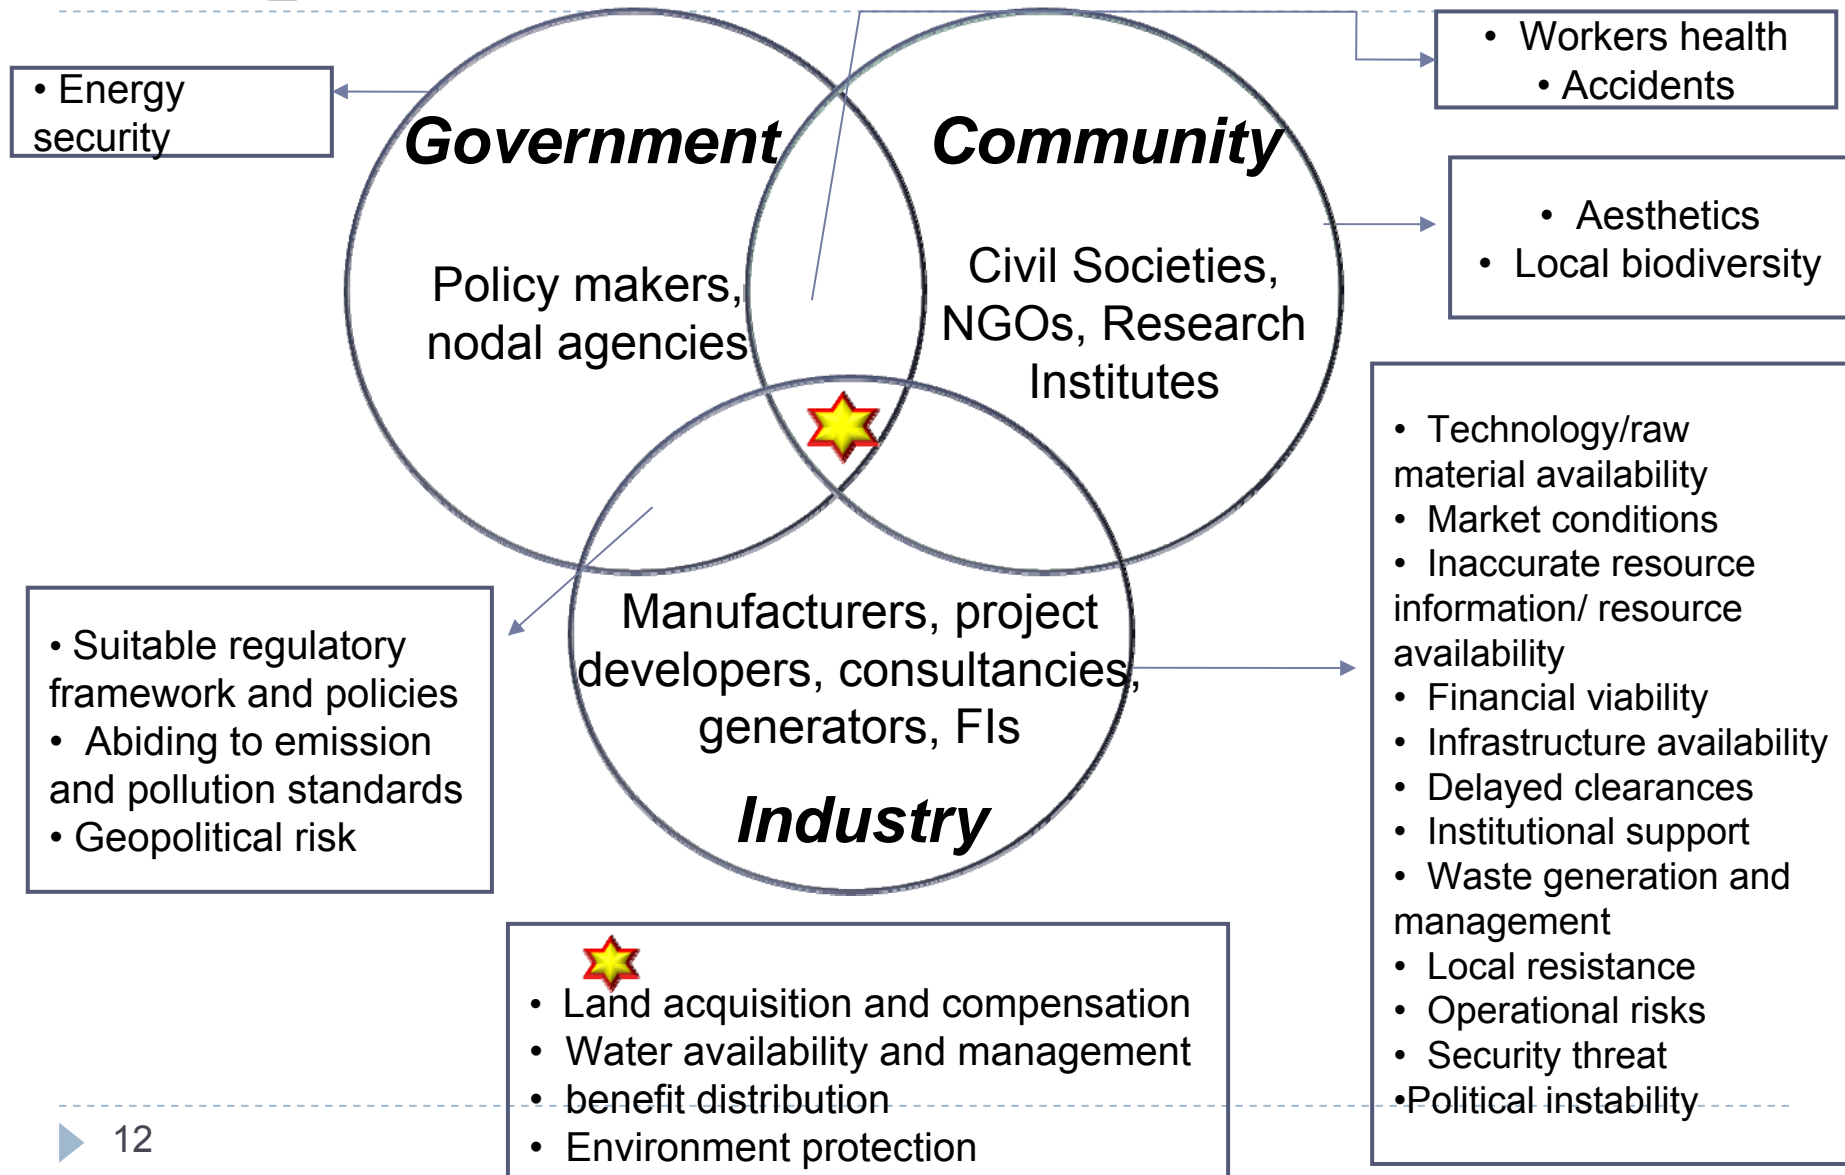 • Energy
security
Government
Policy makers,
nodal agencies
Community
Civil Societies,
NGOs, Research
Institutes
• Workers health
• Accidents
• Aesthetics
• Local biodiversity
• Suitable regulatory
framework and policies
• Abiding to emission
and pollution standards
• Geopolitical risk
Manufacturers, project
developers, consultancies,
generators, FIs
Industry
• Technology/raw
material availability
• Market conditions
• Inaccurate resource
information/ resource
availability
• Financial viability
• Infrastructure availability
• Delayed clearances
• Institutional support
• Waste generation and
management
• Local resistance
• Operational risks
• Security threat
•Political instability
• Land acquisition and compensation
• Water availability and management
• benefit distribution
• Environment protection
12